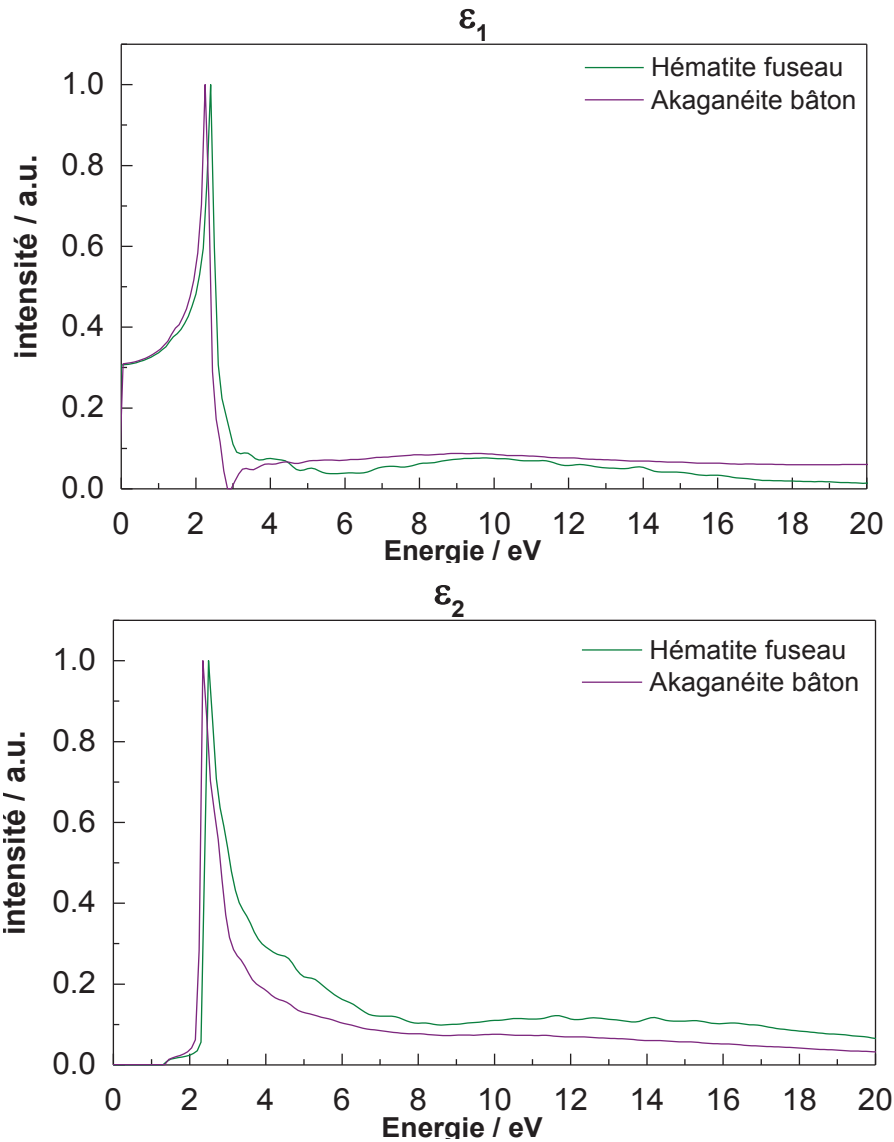 ε1
Hématite fuseau
Akaganéite bâton
intensité / a.u.
1.0
0.8
0.6
0.4
0.2
0.0
0 2 4 6 8 10 12 14 16 18 20
Energie / eV
ε2
Hématite fuseau
Akaganéite bâton
intensité / a.u.
1.0
0.8
0.6
0.4
0.2
0.0
0 2 4 6 8 10 12 14 16 18 20
Energie / eV